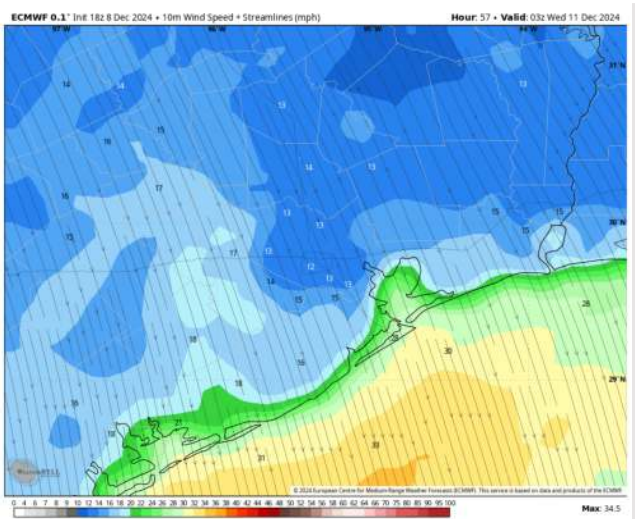 ECMWF 0.1° Init 18z 8 Dec 2024 • 10m Wind Speed + Streamlines (mph) Hour: 57 • Valid: 03z Wed 11 Dec 2024
97°W 96°W 95°W 94°W
31°N
14 14 13 13
15
16 14 13
16 17
13 15 15
30°N
15 13 15
17 13
12 13 13
14 15 15
28
18 28
16 30
29°N
18
16
19 21
33
31
© 2024 European Centre for Medium-Range Weather Forecasts (ECMWF). This service is based on data and products of the ECMWF.
0 4 6 7 8 9 10 12 14 16 18 20 22 24 26 28 30 32 34 36 38 40 42 44 46 48 50 52 54 56 58 60 65 70 75 80 85 90 95 100
Max: 34.5